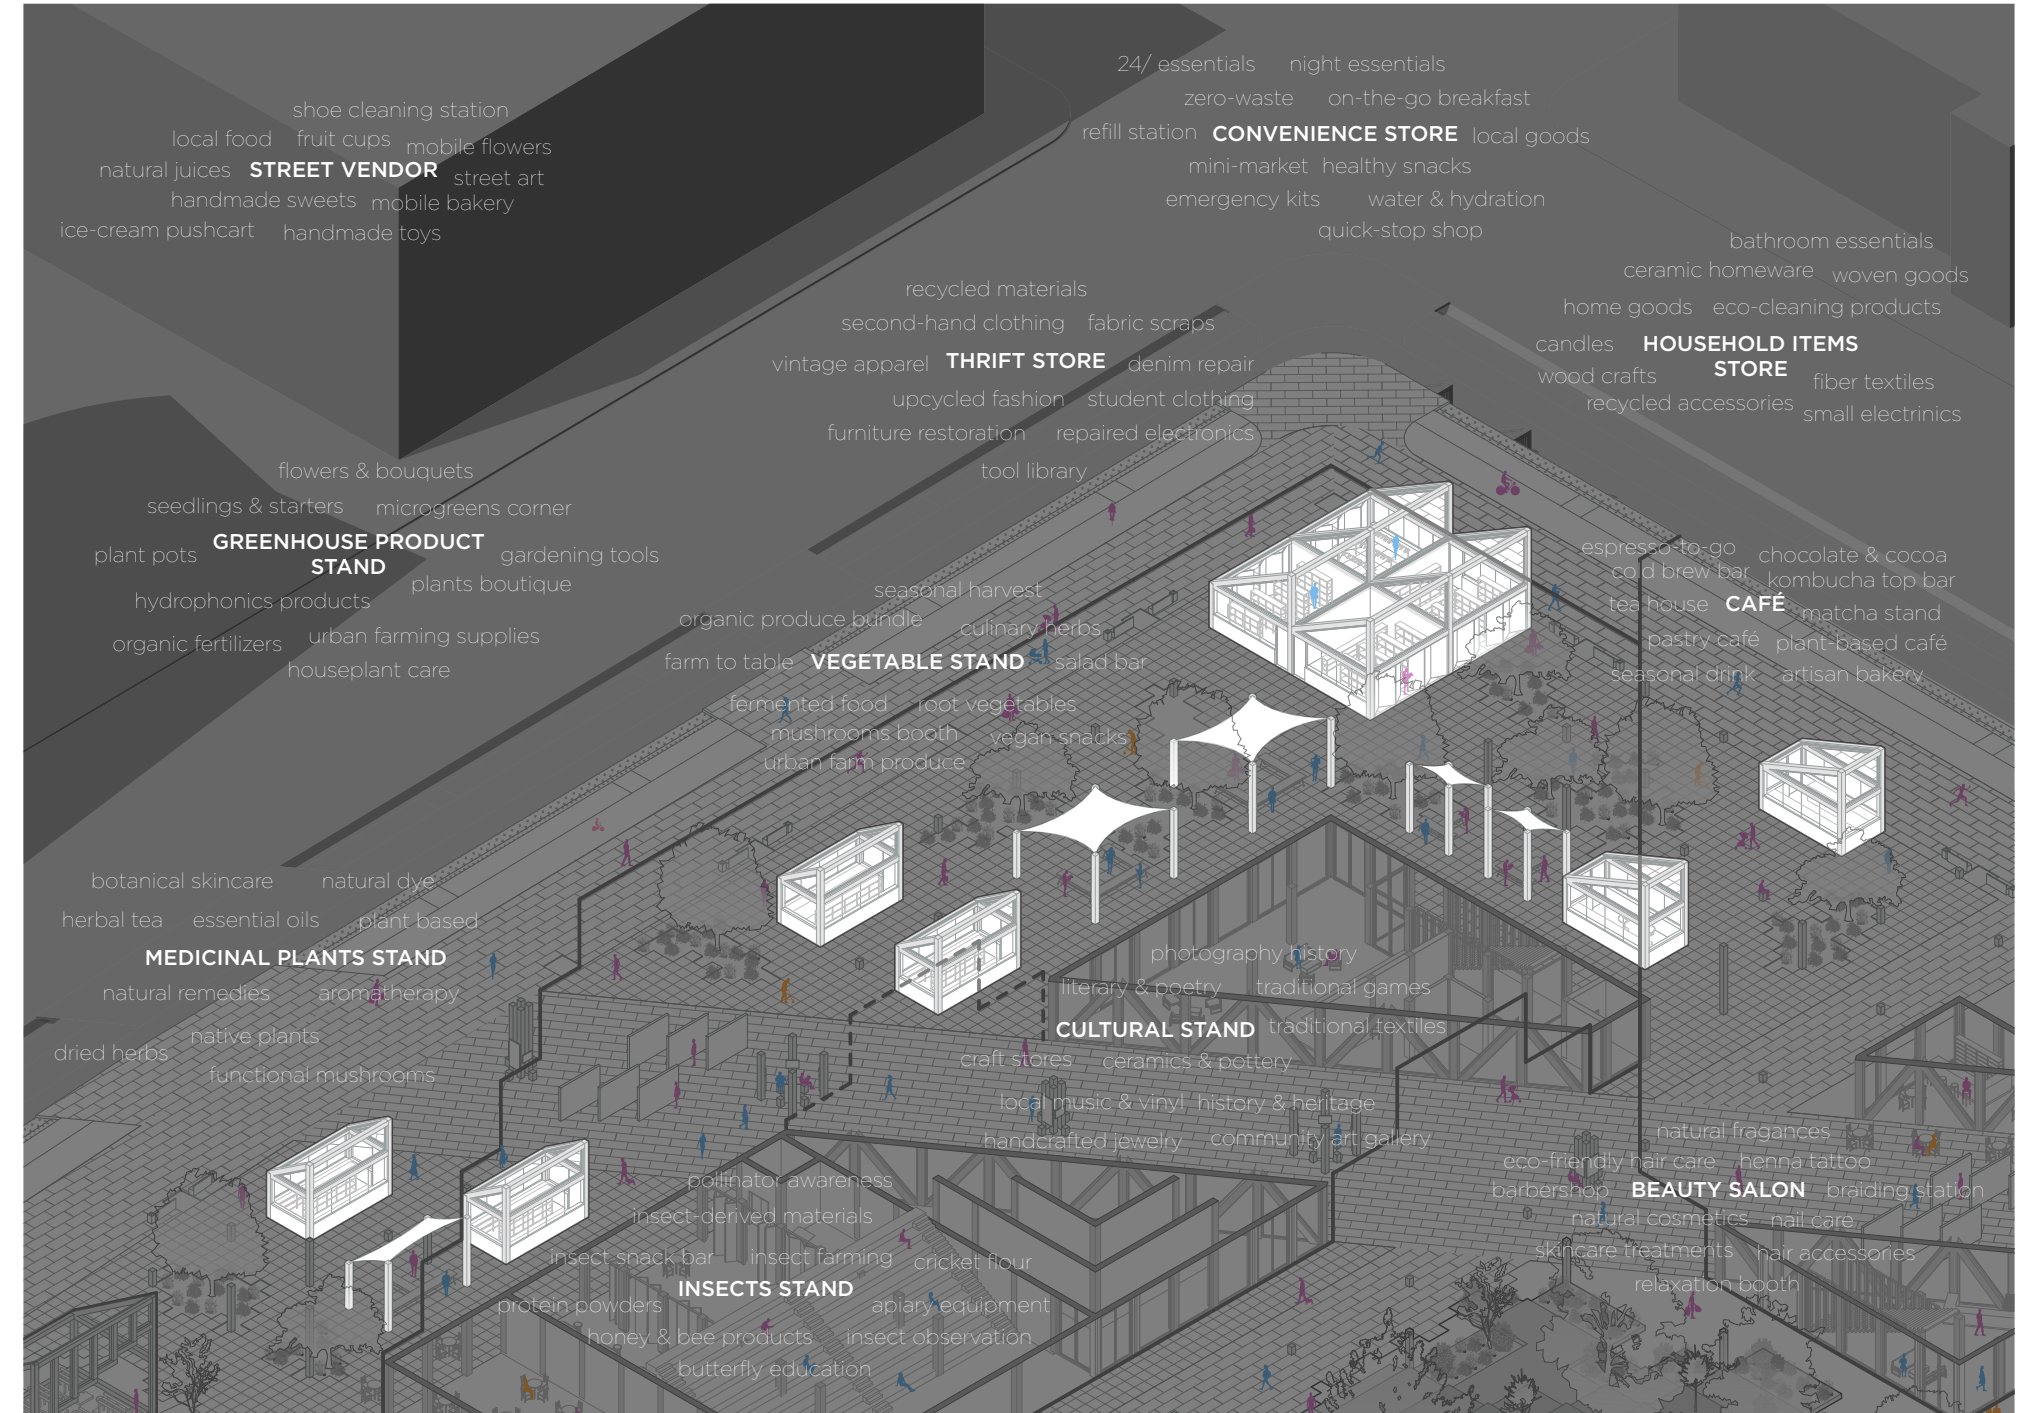 shoe cleaning station
local food fruit cups mobile flowers
natural juices STREET VENDOR street art
handmade sweets mobile bakery
ice-cream pushcart handmade toys
24/ essentials night essentials
zero-waste on-the-go breakfast
refill station CONVENIENCE STORE local goods
mini-market healthy snacks
emergency kits water & hydration
quick-stop shop
bathroom essentials
ceramic homeware woven goods
home goods eco-cleaning products
candles HOUSEHOLD ITEMS
STORE
wood crafts fiber textiles
recycled accessories small electrinics
recycled materials
second-hand clothing fabric scraps
vintage apparel THRIFT STORE denim repair
upcycled fashion student clothing
furniture restoration repaired electronics
tool library
flowers & bouquets
seedlings & starters microgreens corner
GREENHOUSE PRODUCT
plant pots STAND gardening tools
plants boutique
hydrophonics products
organic fertilizers urban farming supplies
houseplant care
seasonal harvest
organic produce bundle culinary herbs
farm to table VEGETABLE STAND salad bar
fermented food root vegetables
mushrooms booth vegan snacks
urban farm produce
espresso-to-go chocolate & cocoa
cold brew bar kombucha top bar
tea house CAFÉ matcha stand
pastry café plant-based café
seasonal drink artisan bakery
botanical skincare natural dye
herbal tea essential oils plant based
MEDICINAL PLANTS STAND
natural remedies aromatherapy
native plants
dried herbs
functional mushrooms
photography history
literary & poetry traditional games
CULTURAL STAND traditional textiles
craft stores ceramics & pottery
local music & vinyl history & heritage
handcrafted jewelry community art gallery
pollinator awareness
insect-derived materials
insect snack bar insect farming cricket flour
INSECTS STAND
protein powders apiary equipment
honey & bee products insect observation
butterfly education
natural fragances
eco-friendly hair care henna tattoo
barbershop BEAUTY SALON braiding station
natural cosmetics nail care
skincare treatments hair accessories
relaxation booth